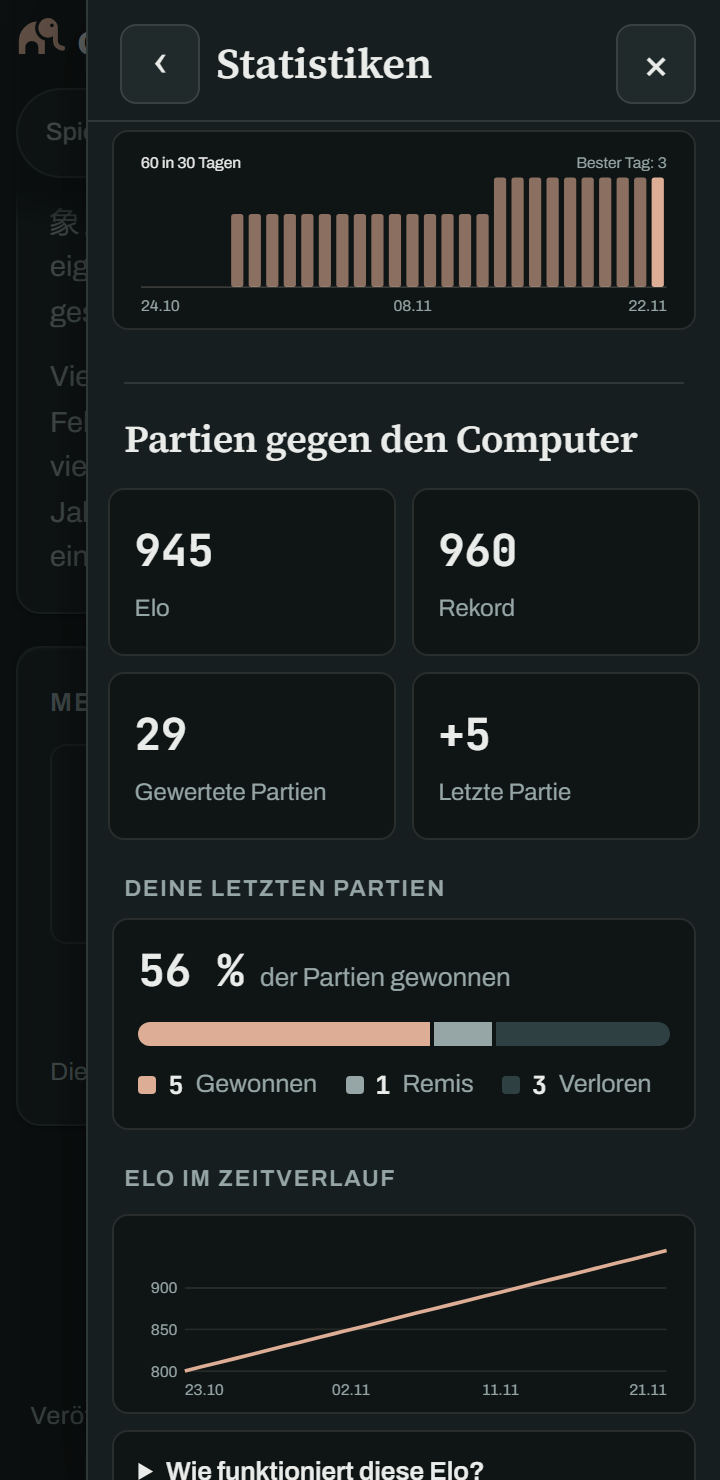 ‹ Statistiken ×
60 in 30 Tagen Bester Tag: 3
24.10 08.11 22.11
Partien gegen den Computer
945 960
Elo Rekord
29 +5
Gewertete Partien Letzte Partie
DEINE LETZTEN PARTIEN
56 % der Partien gewonnen
5 Gewonnen 1 Remis 3 Verloren
ELO IM ZEITVERLAUF
900
850
800
23.10 02.11 11.11 21.11
Wie funktioniert diese Elo?
象
Die